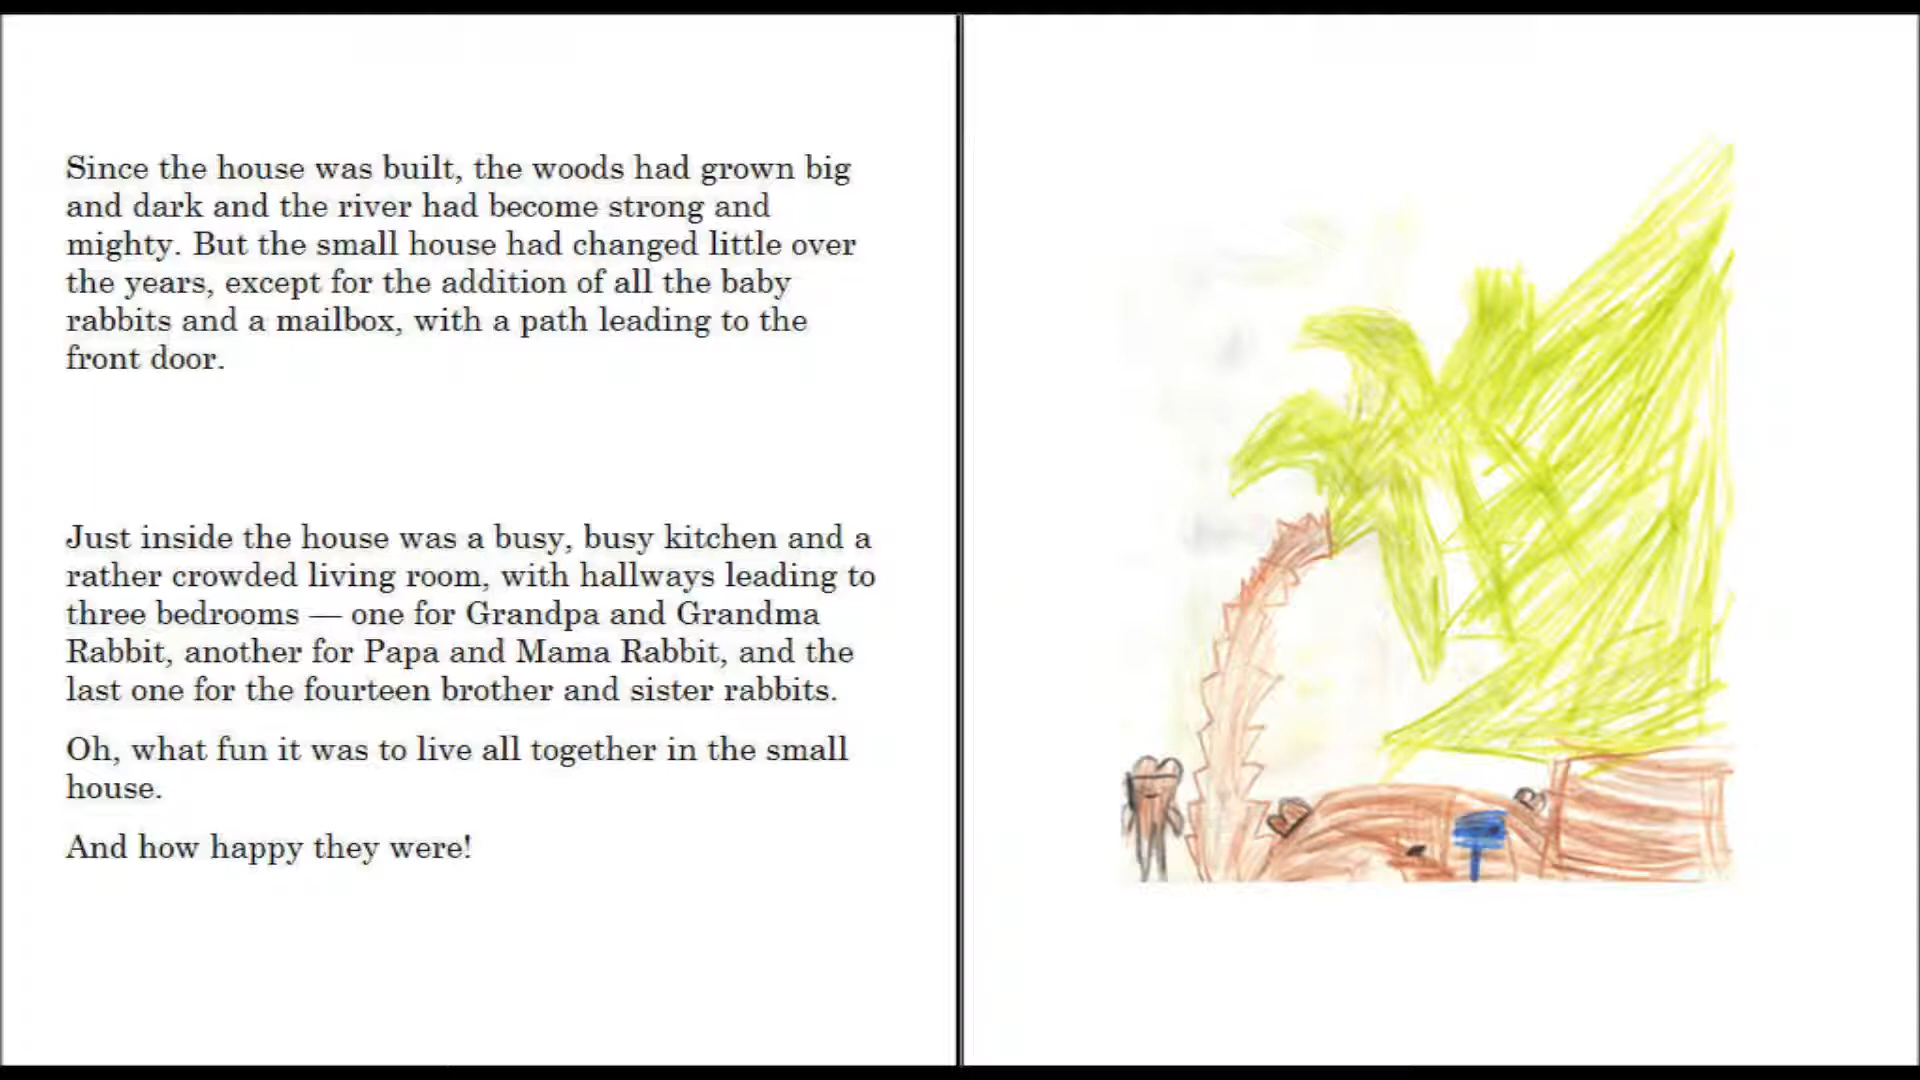 Since the house was built, the woods had grown big
and dark and the river had become strong and
mighty. But the small house had changed little over
the years, except for the addition of all the baby
rabbits and a mailbox, with a path leading to the
front door.
Just inside the house was a busy, busy kitchen and a
rather crowded living room, with hallways leading to
three bedrooms — one for Grandpa and Grandma
Rabbit, another for Papa and Mama Rabbit, and the
last one for the fourteen brother and sister rabbits.
Oh, what fun it was to live all together in the small
house.
And how happy they were!